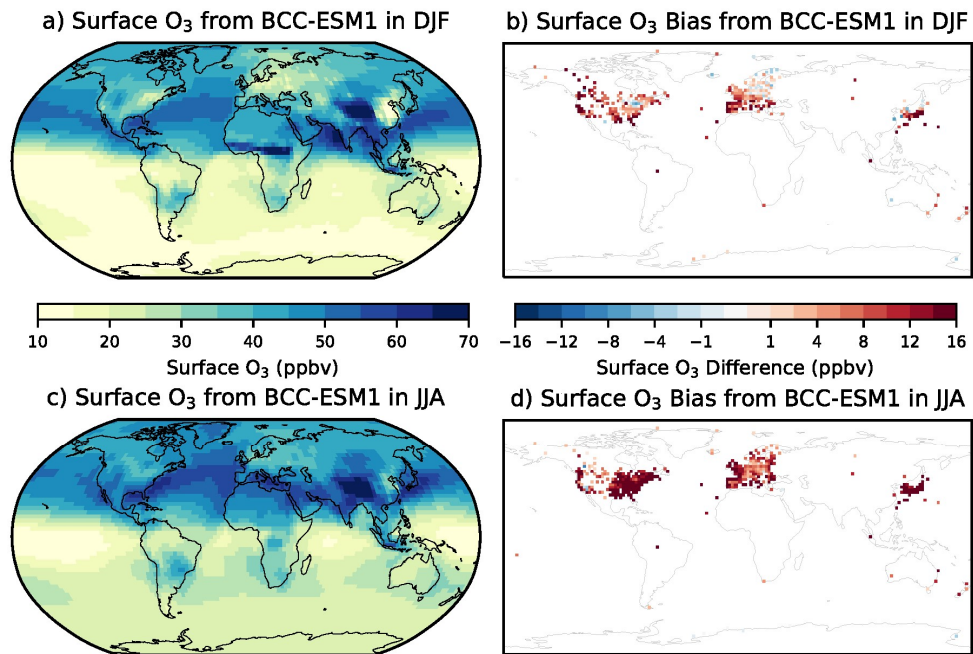 a) Surface O₃ from BCC-ESM1 in DJF
b) Surface O₃ Bias from BCC-ESM1 in DJF
10 20 30 40 50 60 70
Surface O₃ (ppbv)
−16 −12 −8 −4 −1 1 4 8 12 16
Surface O₃ Difference (ppbv)
c) Surface O₃ from BCC-ESM1 in JJA
d) Surface O₃ Bias from BCC-ESM1 in JJA